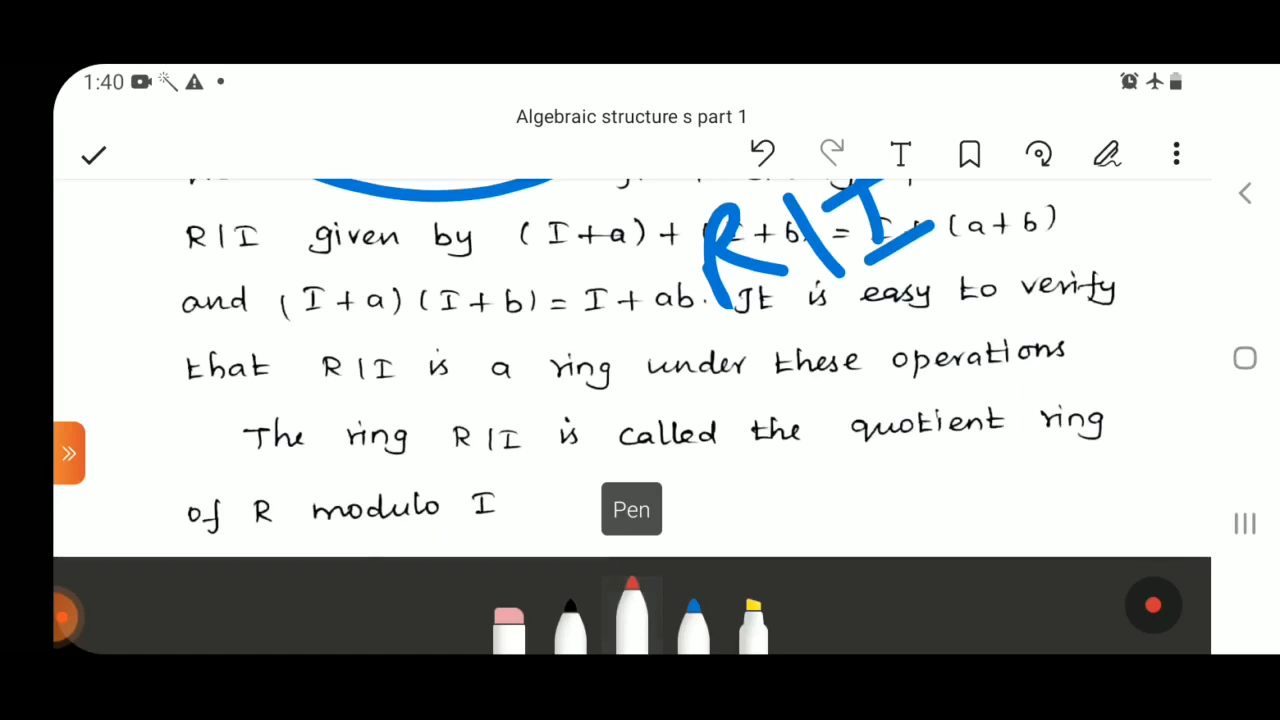 1:40
Algebraic structure s part 1
T
R/I
R|I given by (I+a) + (I+b) = I + (a+b)
and (I+a)(I+b) = I + ab. It is easy to verify
that R|I is a ring under these operations
The ring R|I is called the quotient ring
of R modulo I
Pen